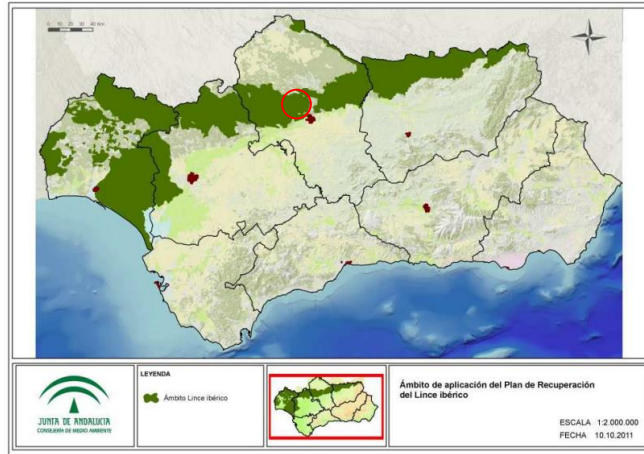 0 10 20 30 40 Km.
LEYENDA
Ámbito Lince ibérico
JUNTA DE ANDALUCIA
CONSEJERÍA DE MEDIO AMBIENTE
Ámbito de aplicación del Plan de Recuperación
del Lince ibérico
ESCALA 1:2.000.000
FECHA 10.10.2011